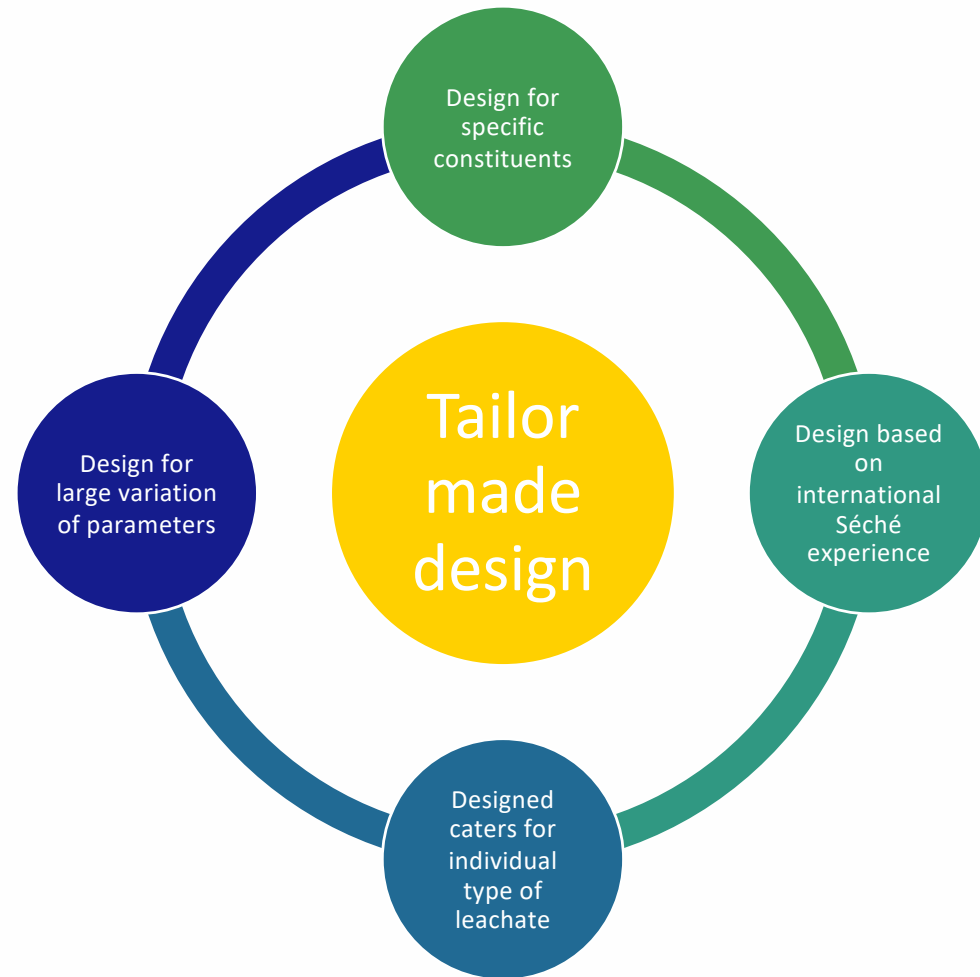 Design for
specific
constituents
Tailor
made
design
Design based
on
international
Séché
experience
Designed
caters for
individual
type of
leachate
Design for
large variation
of parameters